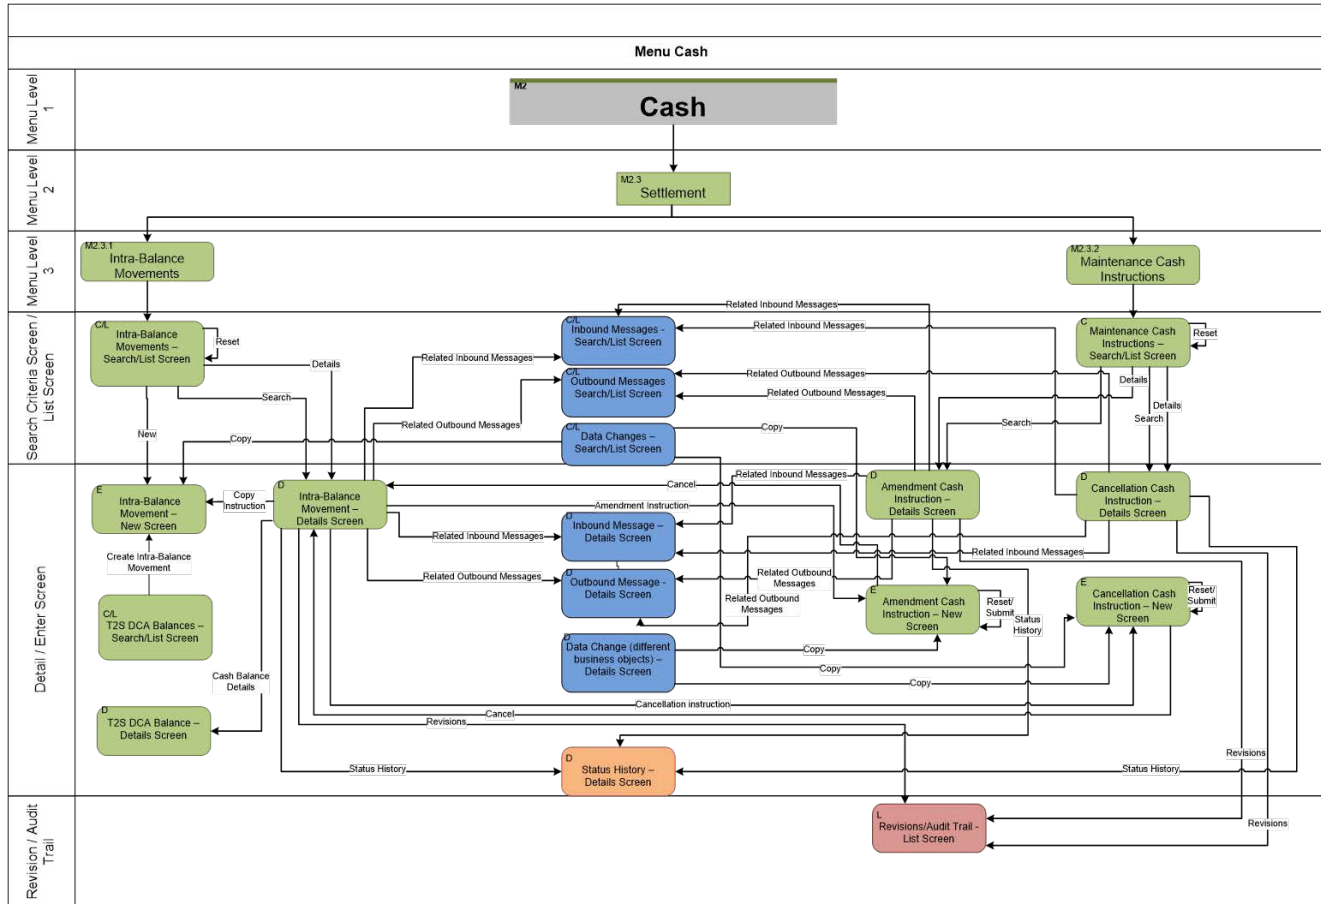 Menu Cash
Menu Level
1
M2
Cash
Menu Level
2
M2.3
Settlement
Menu Level
3
M2.3.1
Intra-Balance
Movements
M2.3.2
Maintenance Cash
Instructions
Search Criteria Screen /
List Screen
C/L
Intra-Balance
Movements –
Search/List Screen
Reset
Details
Search
New
Copy
Related Inbound Messages
Related Outbound Messages
C/L
Inbound Messages -
Search/List Screen
C/L
Outbound Messages
Search/List Screen
C/L
Data Changes –
Search/List Screen
Related Inbound Messages
Related Inbound Messages
Related Outbound Messages
Related Outbound Messages
Copy
C
Maintenance Cash
Instructions –
Search/List Screen
Reset
Details
Details
Search
Search
Detail / Enter Screen
E
Intra-Balance
Movement –
New Screen
Copy
Instruction
D
Intra-Balance
Movement –
Details Screen
Create Intra-Balance
Movement
C/L
T2S DCA Balances –
Search/List Screen
Cash Balance
Details
D
T2S DCA Balance –
Details Screen
Cancel
Amendment Instruction
Related Inbound Messages
Related Inbound Messages
Related Outbound Messages
D
Inbound Message –
Details Screen
D
Outbound Message -
Details Screen
D
Data Change (different
business objects) –
Details Screen
Related Outbound
Messages
Related Outbound
Messages
D
Amendment Cash
Instruction –
Details Screen
D
Cancellation Cash
Instruction –
Details Screen
Related Inbound Messages
E
Amendment Cash
Instruction – New
Screen
Reset/
Submit
Status
History
E
Cancellation Cash
Instruction – New
Screen
Reset/
Submit
Copy
Copy
Copy
Cancellation instruction
Cancel
Revisions
Status History
D
Status History –
Details Screen
Status History
Revisions
Revisions
Revision / Audit
Trail
L
Revisions/Audit Trail -
List Screen